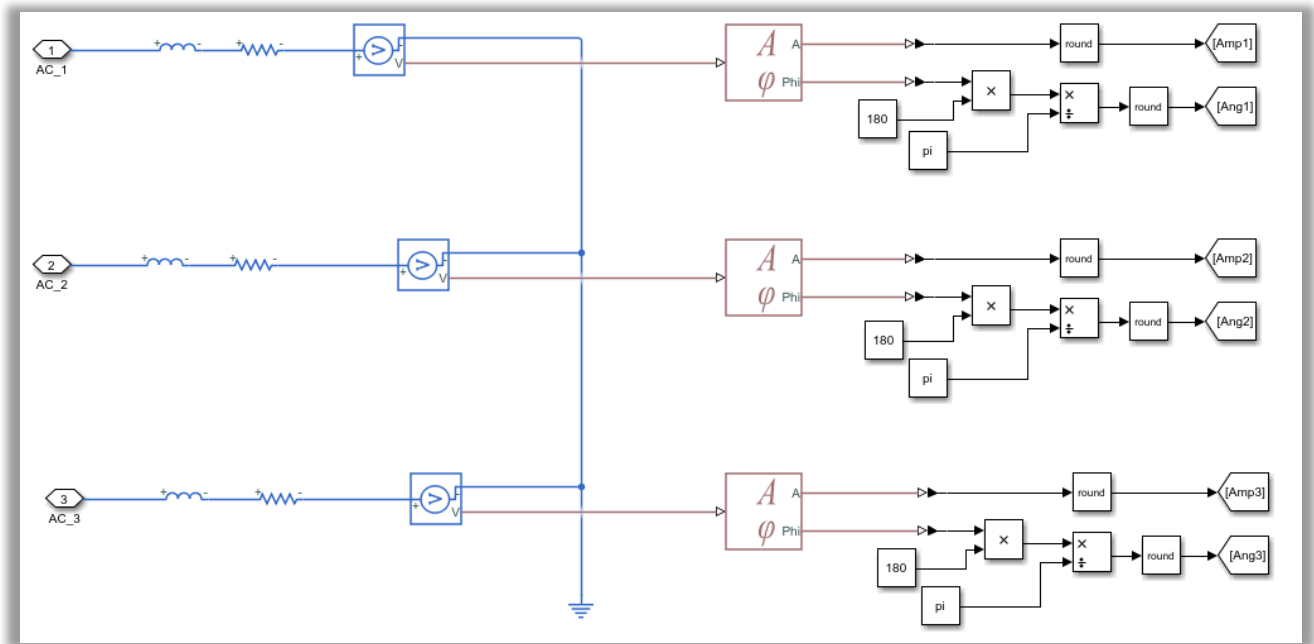 1
AC_1
+ - + -
+ - V
A
φ
A
Phi
round
[Amp1]
×
180
pi
×
÷
round
[Ang1]
2
AC_2
+ - + -
+ - V
A
φ
A
Phi
round
[Amp2]
×
180
pi
×
÷
round
[Ang2]
3
AC_3
+ - + -
+ - V
A
φ
A
Phi
round
[Amp3]
×
180
pi
×
÷
round
[Ang3]